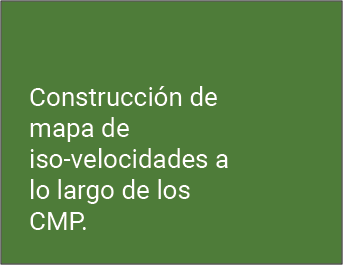 Construcción de
mapa de
iso-velocidades a
lo largo de los
CMP.